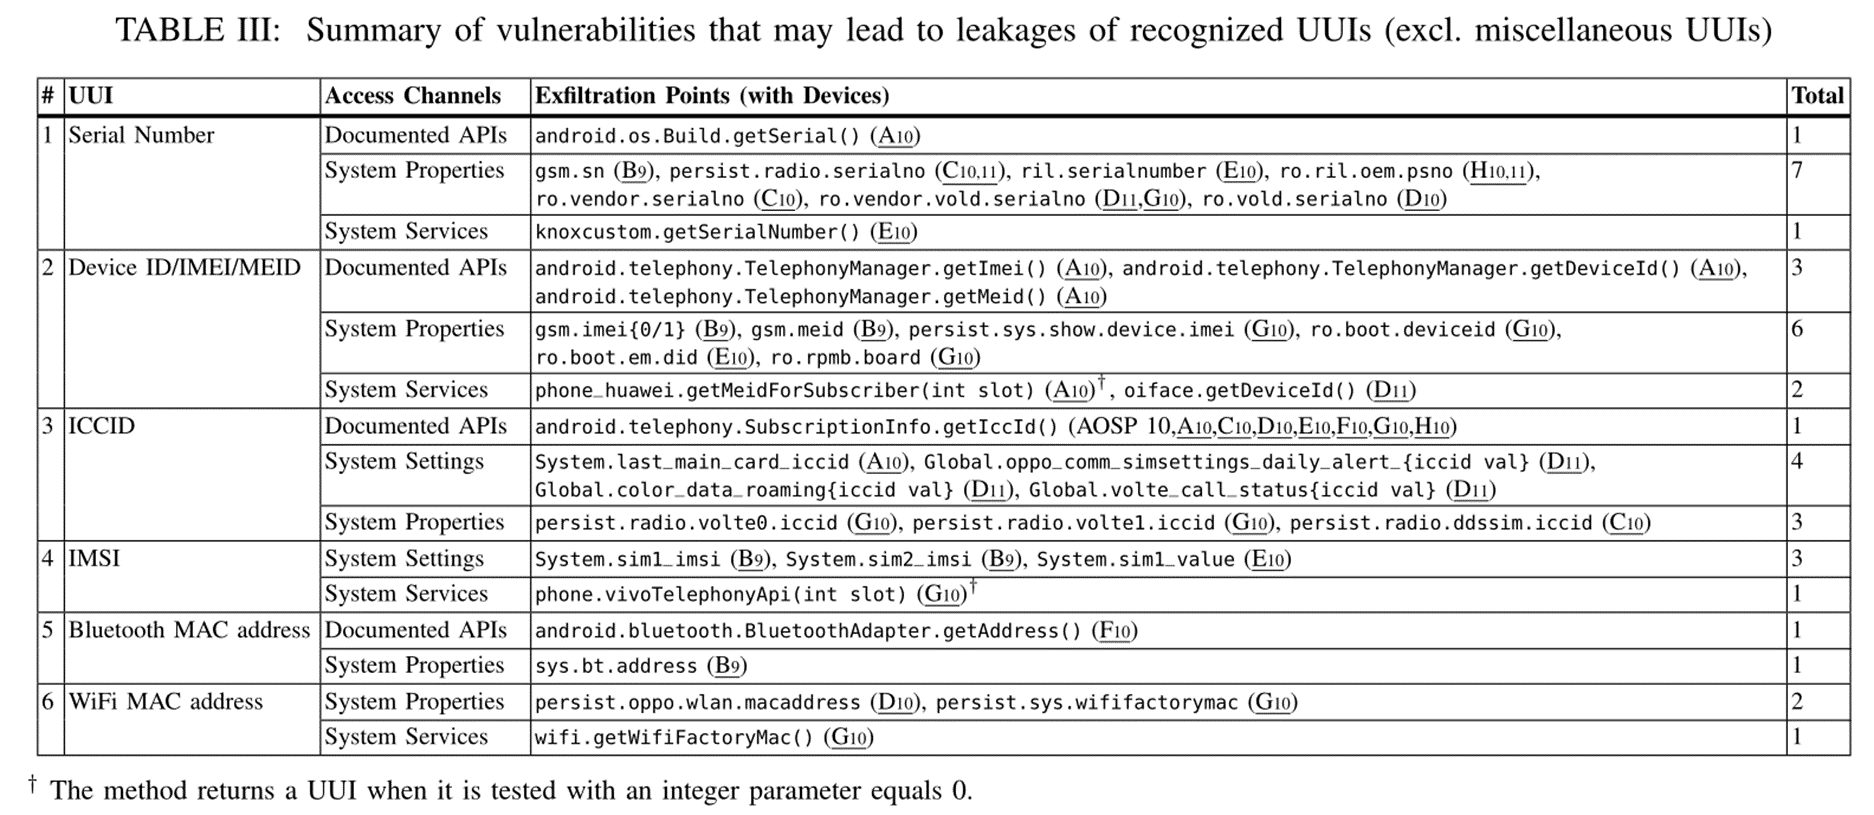 TABLE III: Summary of vulnerabilities that may lead to leakages of recognized UUIs (excl. miscellaneous UUIs)
# UUI Access Channels Exfiltration Points (with Devices) Total
1 Serial Number Documented APIs android.os.Build.getSerial() (A10) 1
System Properties gsm.sn (B9), persist.radio.serialno (C10,11), ril.serialnumber (E10), ro.ril.oem.psno (H10,11), 7
ro.vendor.serialno (C10), ro.vendor.vold.serialno (D11,G10), ro.vold.serialno (D10)
System Services knoxcustom.getSerialNumber() (E10) 1
2 Device ID/IMEI/MEID Documented APIs android.telephony.TelephonyManager.getImei() (A10), android.telephony.TelephonyManager.getDeviceId() (A10), 3
android.telephony.TelephonyManager.getMeid() (A10)
System Properties gsm.imei{0/1} (B9), gsm.meid (B9), persist.sys.show.device.imei (G10), ro.boot.deviceid (G10), 6
ro.boot.em.did (E10), ro.rpmb.board (G10)
System Services phone_huawei.getMeidForSubscriber(int slot) (A10)†, oiface.getDeviceId() (D11) 2
3 ICCID Documented APIs android.telephony.SubscriptionInfo.getIccId() (AOSP 10,A10,C10,D10,E10,F10,G10,H10) 1
System Settings System.last_main_card_iccid (A10), Global.oppo_comm_simsettings_daily_alert_{iccid val} (D11), 4
Global.color_data_roaming{iccid val} (D11), Global.volte_call_status{iccid val} (D11)
System Properties persist.radio.volte0.iccid (G10), persist.radio.volte1.iccid (G10), persist.radio.ddssim.iccid (C10) 3
4 IMSI System Settings System.sim1_imsi (B9), System.sim2_imsi (B9), System.sim1_value (E10) 3
System Services phone.vivoTelephonyApi(int slot) (G10)† 1
5 Bluetooth MAC address Documented APIs android.bluetooth.BluetoothAdapter.getAddress() (F10) 1
System Properties sys.bt.address (B9) 1
6 WiFi MAC address System Properties persist.oppo.wlan.macaddress (D10), persist.sys.wififactorymac (G10) 2
System Services wifi.getWifiFactoryMac() (G10) 1
† The method returns a UUI when it is tested with an integer parameter equals 0.